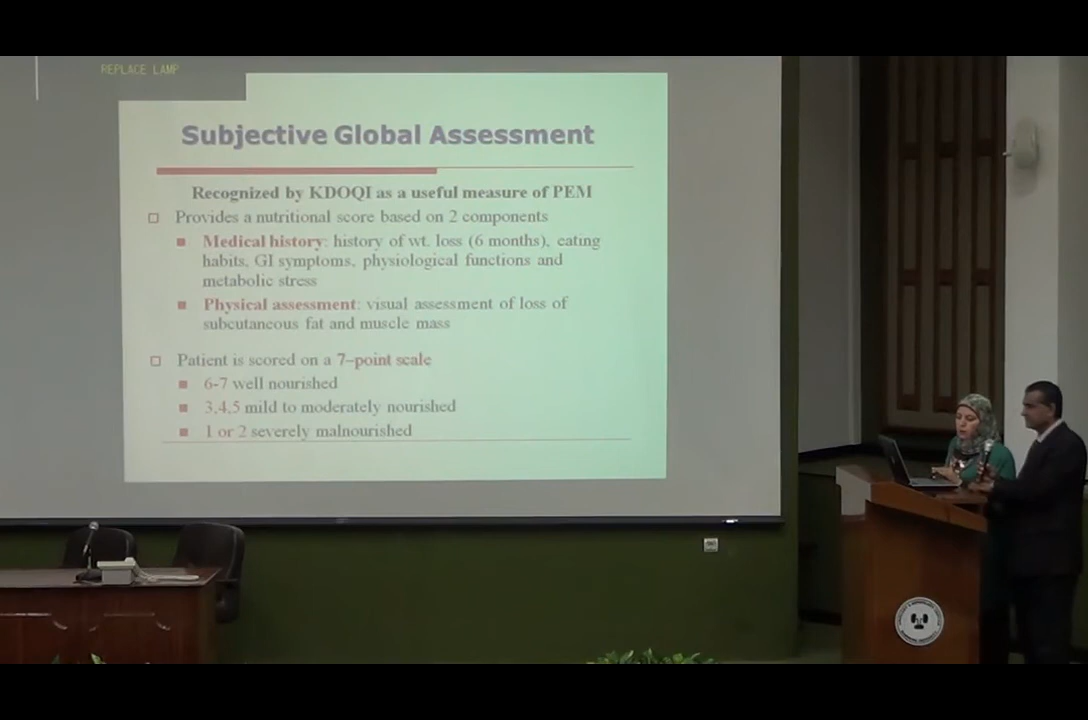 REPLACE LAMP
Subjective Global Assessment
Recognized by KDOQI as a useful measure of PEM
Provides a nutritional score based on 2 components
Medical history: history of wt. loss (6 months), eating
habits, GI symptoms, physiological functions and
metabolic stress
Physical assessment: visual assessment of loss of
subcutaneous fat and muscle mass
Patient is scored on a 7–point scale
6-7 well nourished
3,4,5 mild to moderately nourished
1 or 2 severely malnourished